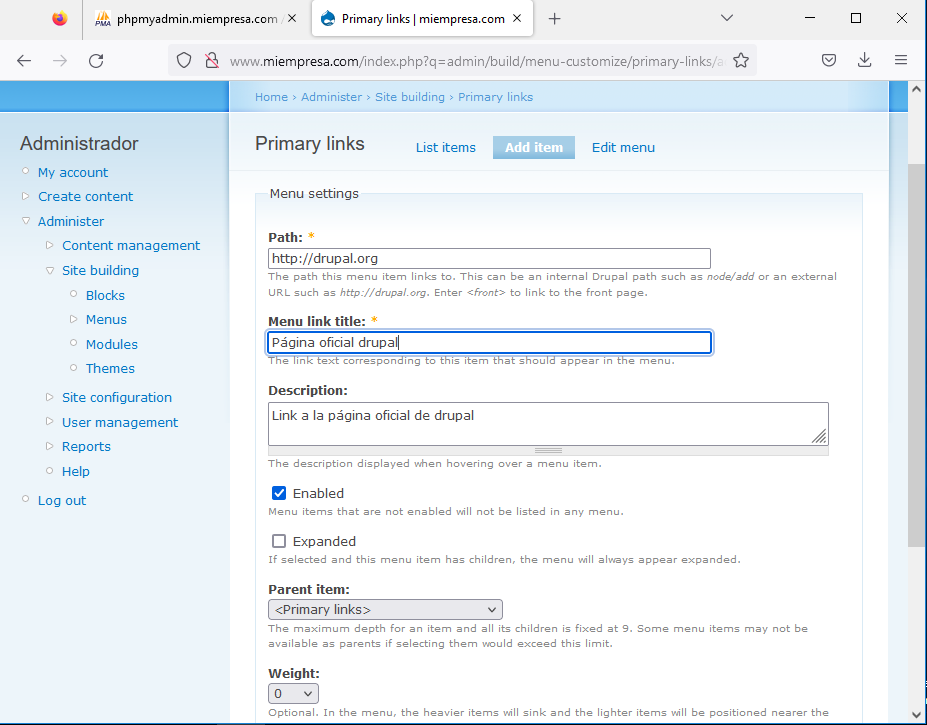 phpmyadmin.miempresa.com /
Primary links | miempresa.com
www.miempresa.com/index.php?q=admin/build/menu-customize/primary-links/a
Home › Administer › Site building › Primary links
Administrador
My account
Create content
Administer
Content management
Site building
Blocks
Menus
Modules
Themes
Site configuration
User management
Reports
Help
Log out
Primary links
List items
Add item
Edit menu
Menu settings
Path: *
http://drupal.org
The path this menu item links to. This can be an internal Drupal path such as node/add or an external
URL such as http://drupal.org. Enter <front> to link to the front page.
Menu link title: *
Página oficial drupal
The link text corresponding to this item that should appear in the menu.
Description:
Link a la página oficial de drupal
The description displayed when hovering over a menu item.
Enabled
Menu items that are not enabled will not be listed in any menu.
Expanded
If selected and this menu item has children, the menu will always appear expanded.
Parent item:
<Primary links>
The maximum depth for an item and all its children is fixed at 9. Some menu items may not be
available as parents if selecting them would exceed this limit.
Weight:
0
Optional. In the menu, the heavier items will sink and the lighter items will be positioned nearer the